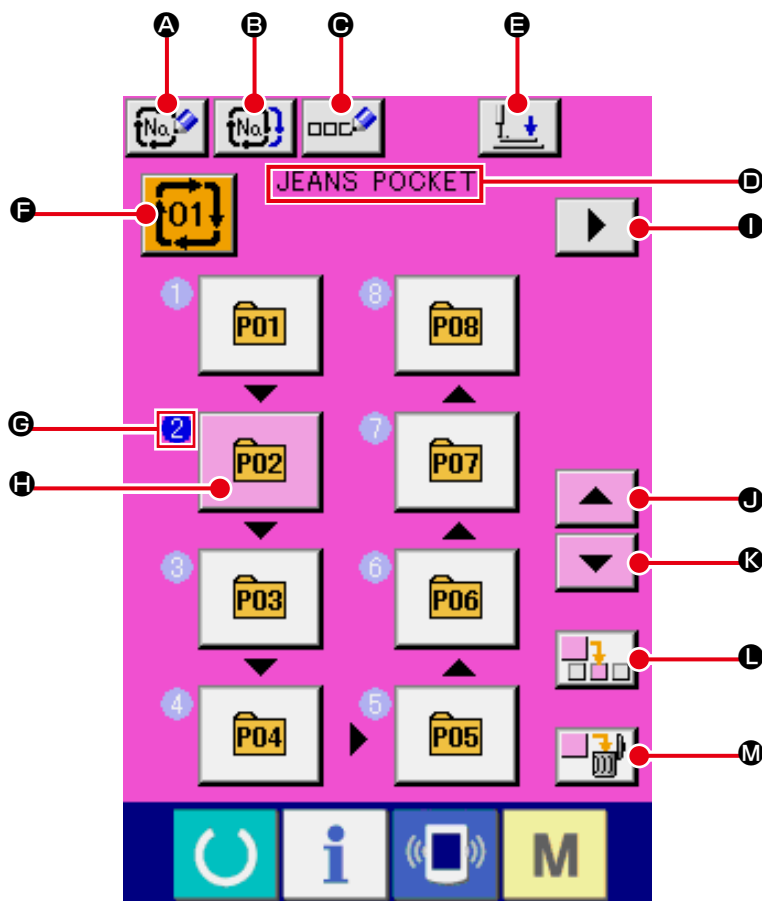 A B C E
No. No.
JEANS POCKET D
F 01 I
1 P01 8 P08
G 2 P02 7 P07
H J
K
3 P03 6 P06
L
4 P04 5 P05
M
i M